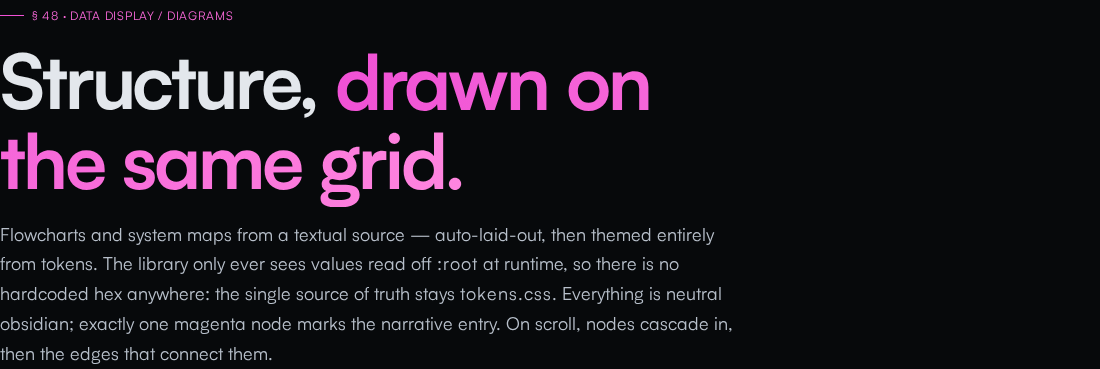 § 48 · DATA DISPLAY / DIAGRAMS
Structure, drawn on
the same grid.
Flowcharts and system maps from a textual source — auto-laid-out, then themed entirely
from tokens. The library only ever sees values read off :root at runtime, so there is no
hardcoded hex anywhere: the single source of truth stays tokens.css. Everything is neutral
obsidian; exactly one magenta node marks the narrative entry. On scroll, nodes cascade in,
then the edges that connect them.